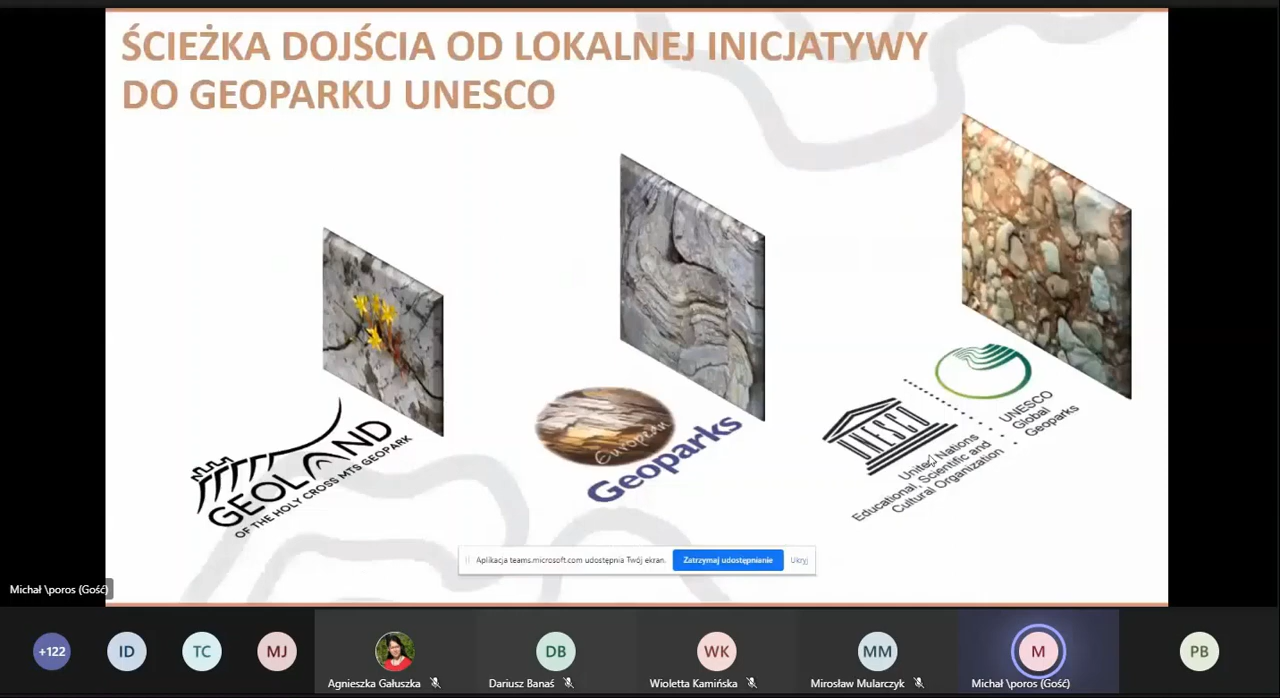 ŚCIEŻKA DOJŚCIA OD LOKALNEJ INICJATYWY
DO GEOPARKU UNESCO
GEOLAND
OF THE HOLY CROSS MTS GEOPARK
European
Geoparks
UNESCO
United Nations
Educational, Scientific and
Cultural Organization
UNESCO
Global
Geoparks
Aplikacja teams.microsoft.com udostępnia Twój ekran.
Zatrzymaj udostępnianie
Ukryj
Michał \poros (Gość)
+122
ID
TC
MJ
Agnieszka Gałuszka
DB
Dariusz Banaś
WK
Wioletta Kamińska
MM
Mirosław Mularczyk
M
Michał \poros (Gość)
PB